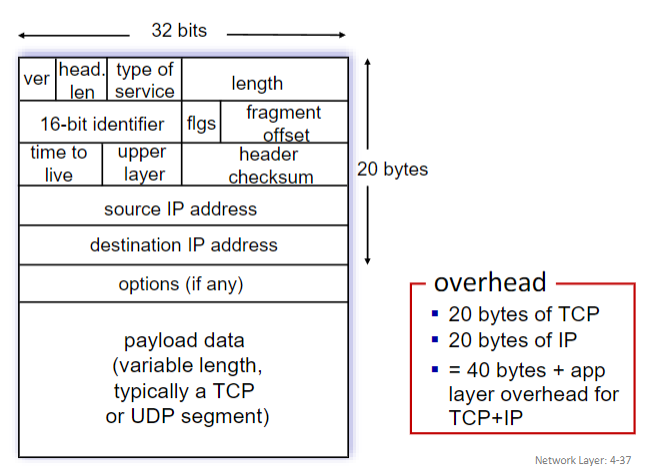 32 bits
ver
head.
len
type of
service
length
16-bit identifier
flgs
fragment
offset
time to
live
upper
layer
header
checksum
20 bytes
source IP address
destination IP address
options (if any)
payload data
(variable length,
typically a TCP
or UDP segment)
overhead
▪ 20 bytes of TCP
▪ 20 bytes of IP
▪ = 40 bytes + app
layer overhead for
TCP+IP
Network Layer: 4-37